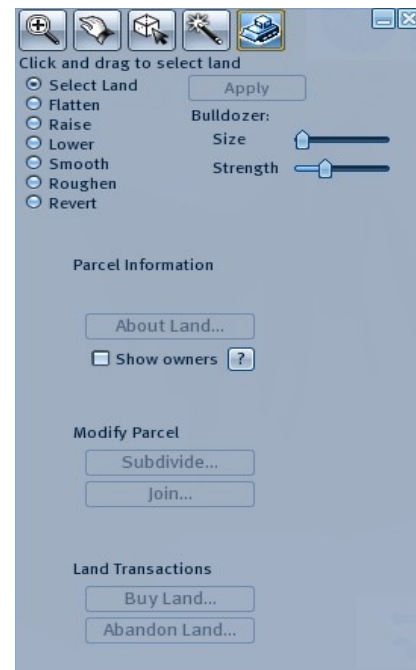 Click and drag to select land
Select Land
Apply
Flatten
Raise
Bulldozer:
Lower
Size
Smooth
Strength
Roughen
Revert
Parcel Information
About Land...
Show owners ?
Modify Parcel
Subdivide...
Join...
Land Transactions
Buy Land...
Abandon Land...